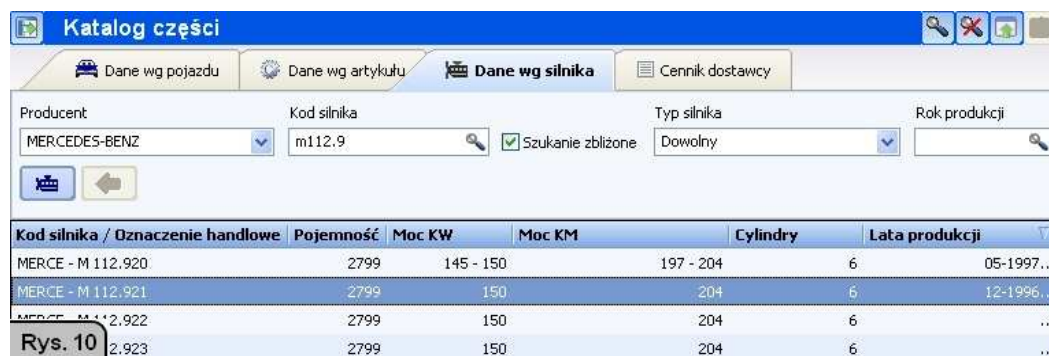 Katalog części
Dane wg pojazdu Dane wg artykułu Dane wg silnika Cennik dostawcy
Producent Kod silnika Typ silnika Rok produkcji
MERCEDES-BENZ m112.9 Szukanie zbliżone Dowolny
Kod silnika / Oznaczenie handlowe Pojemność Moc KW Moc KM Cylindry Lata produkcji
MERCE - M 112.920 2799 145 - 150 197 - 204 6 05-1997..
MERCE - M 112.921 2799 150 204 6 12-1996..
MERCE - M 112.922 2799 150 204 6 ..
Rys. 10 2.923 2799 150 204 6 ..